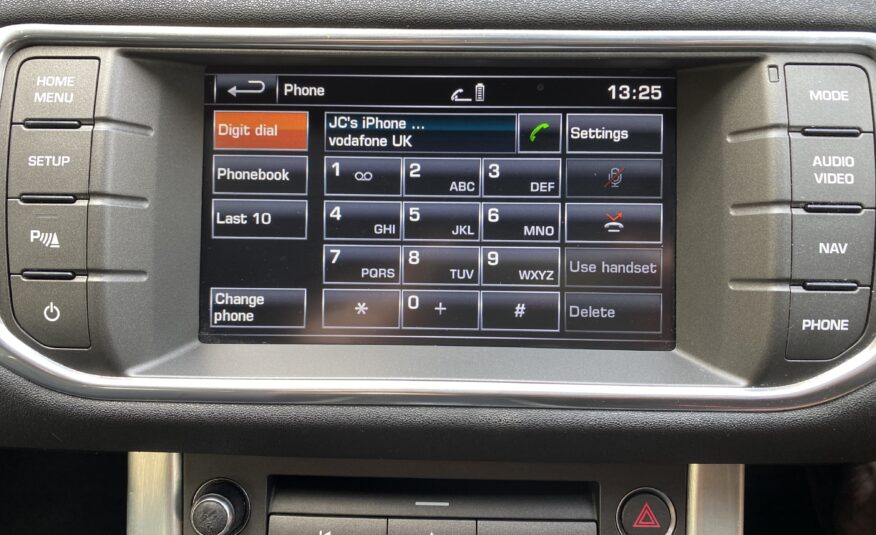 HOME
MENU
SETUP
P
Phone
13:25
Digit dial
JC's iPhone ...
vodafone UK
Settings
Phonebook
1
2 ABC
3 DEF
Last 10
4 GHI
5 JKL
6 MNO
7 PQRS
8 TUV
9 WXYZ
Use handset
Change
phone
*
0 +
#
Delete
MODE
AUDIO
VIDEO
NAV
PHONE